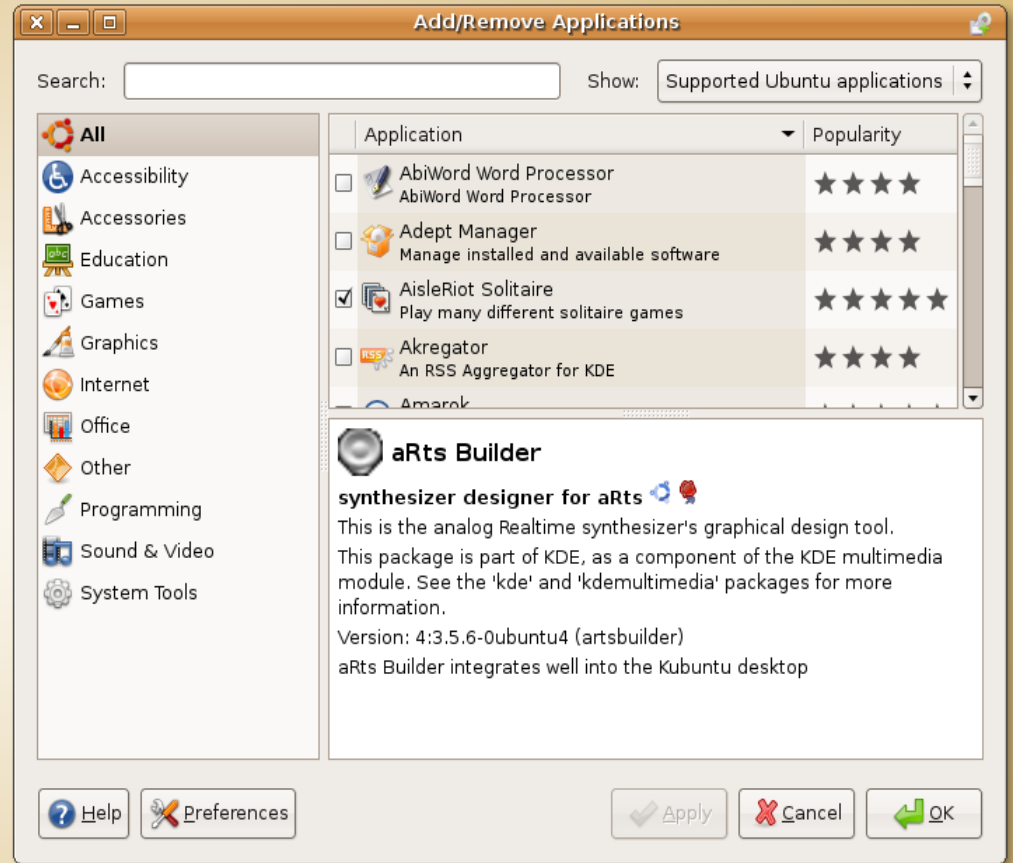 Add/Remove Applications
Search:
Show:
Supported Ubuntu applications
All
Accessibility
Accessories
Education
Games
Graphics
Internet
Office
Other
Programming
Sound & Video
System Tools
Application
Popularity
AbiWord Word Processor
AbiWord Word Processor
Adept Manager
Manage installed and available software
AisleRiot Solitaire
Play many different solitaire games
RSS
Akregator
An RSS Aggregator for KDE
Amarok
aRts Builder
synthesizer designer for aRts
This is the analog Realtime synthesizer's graphical design tool.
This package is part of KDE, as a component of the KDE multimedia
module. See the 'kde' and 'kdemultimedia' packages for more
information.
Version: 4:3.5.6-0ubuntu4 (artsbuilder)
aRts Builder integrates well into the Kubuntu desktop
Help
Preferences
Apply
Cancel
OK